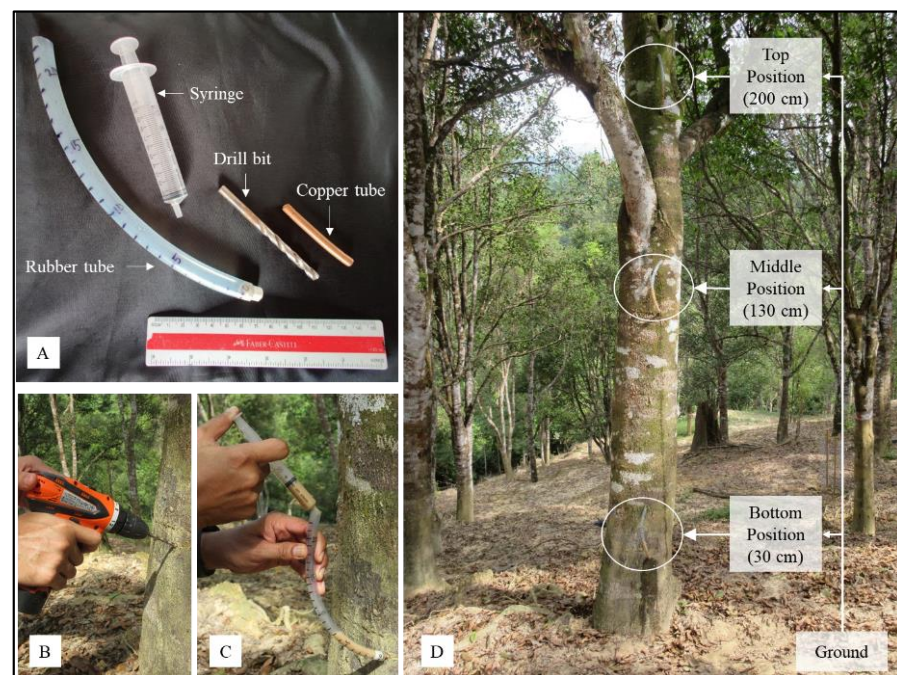 Syringe
Drill bit
Copper tube
Rubber tube
FABER-CASTELL
A
B
C
Top
Position
(200 cm)
Middle
Position
(130 cm)
Bottom
Position
(30 cm)
D
Ground